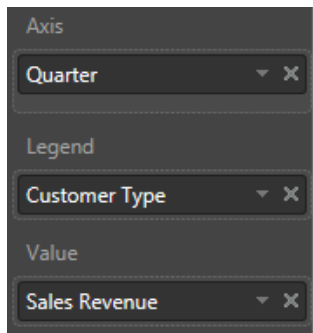 Axis
Quarter
Legend
Customer Type
Value
Sales Revenue